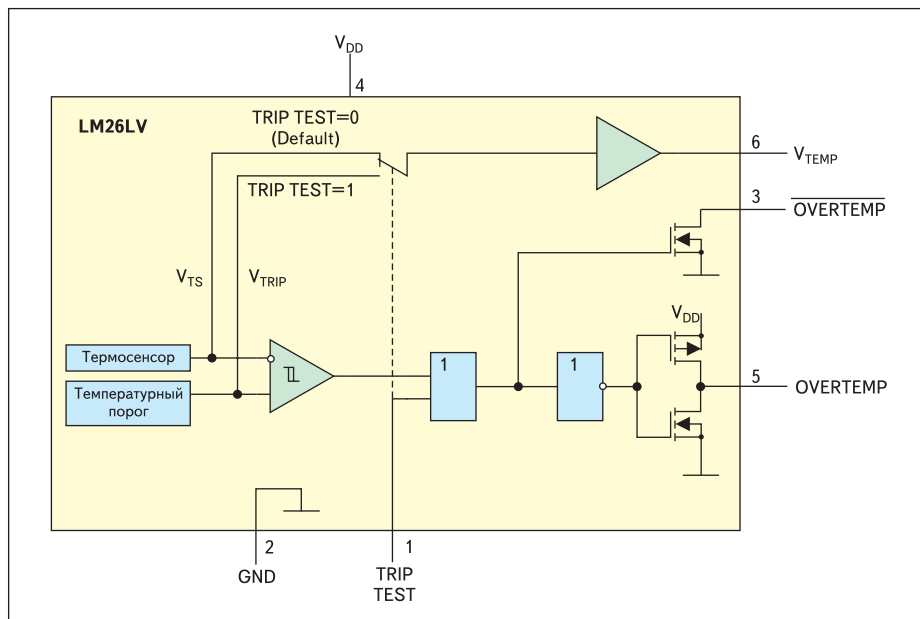 V_DD
4
LM26LV
TRIP TEST=0
(Default)
6
V_TEMP
TRIP TEST=1
3
OVERTEMP
V_TS
V_TRIP
V_DD
Термосенсор
1
1
5
OVERTEMP
Температурный
порог
2
1
GND
TRIP
TEST